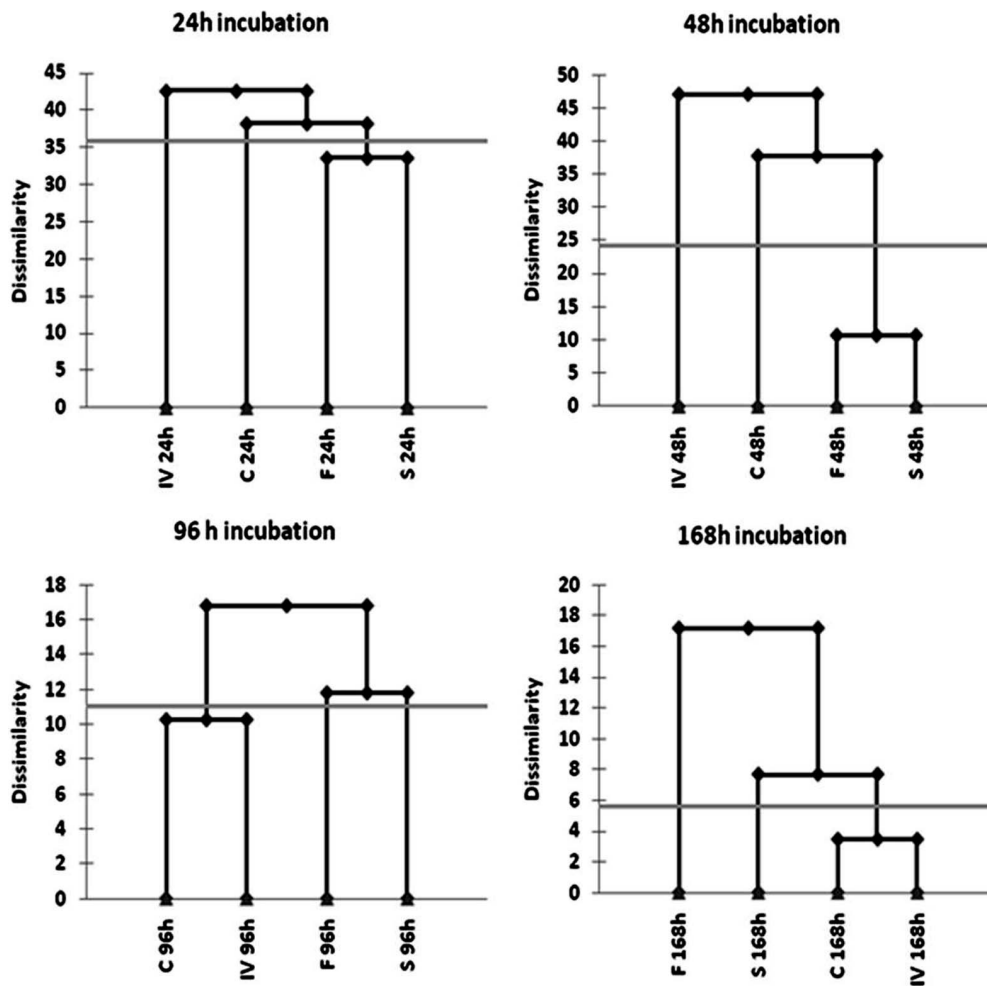 24h incubation
45
40
35
30
25
20
15
10
5
0
Dissimilarity
IV 24h
C 24h
F 24h
S 24h
48h incubation
50
45
40
35
30
25
20
15
10
5
0
Dissimilarity
IV 48h
C 48h
F 48h
S 48h
96 h incubation
18
16
14
12
10
8
6
4
2
0
Dissimilarity
C 96h
IV 96h
F 96h
S 96h
168h incubation
20
18
16
14
12
10
8
6
4
2
0
Dissimilarity
F 168h
S 168h
C 168h
IV 168h